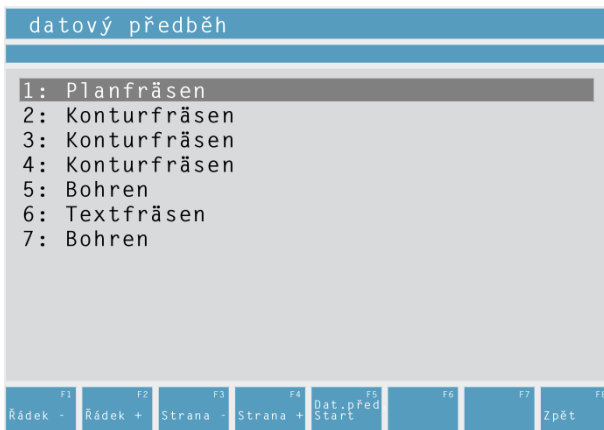 datový předběh
1: Planfräsen
2: Konturfräsen
3: Konturfräsen
4: Konturfräsen
5: Bohren
6: Textfräsen
7: Bohren
F1 F2 F3 F4 F5 F6 F7 F8
Řádek - Řádek + Strana - Strana + Dat.před Start Zpět